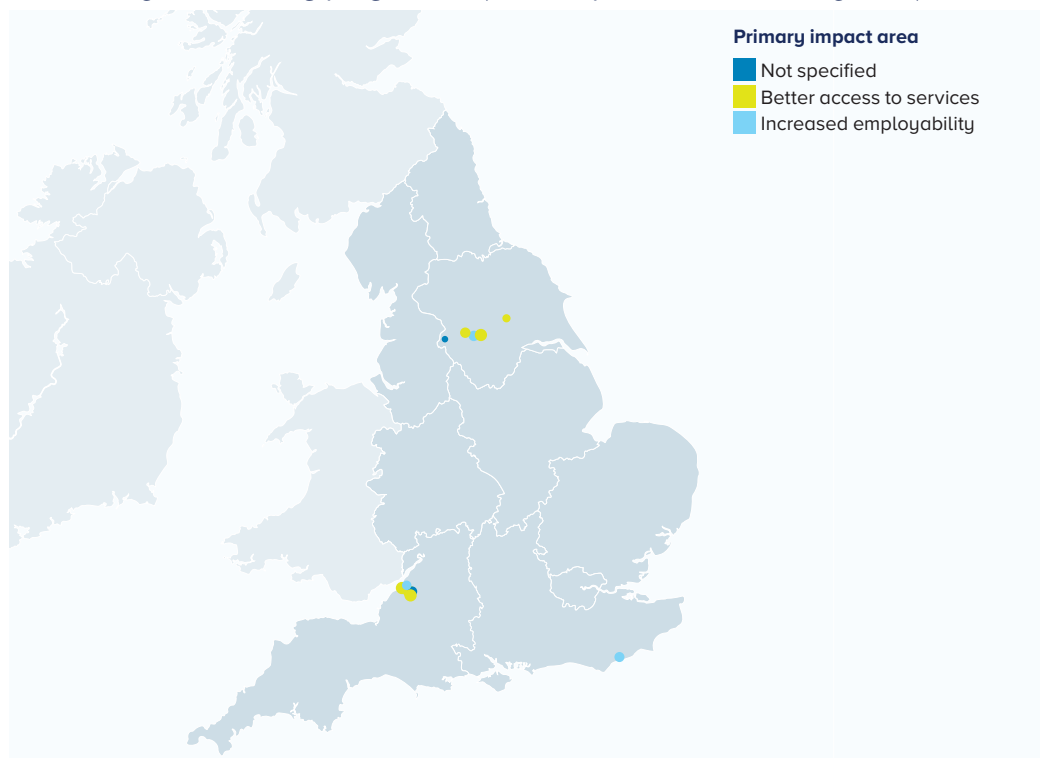 Primary impact area
Not specified
Better access to services
Increased employability